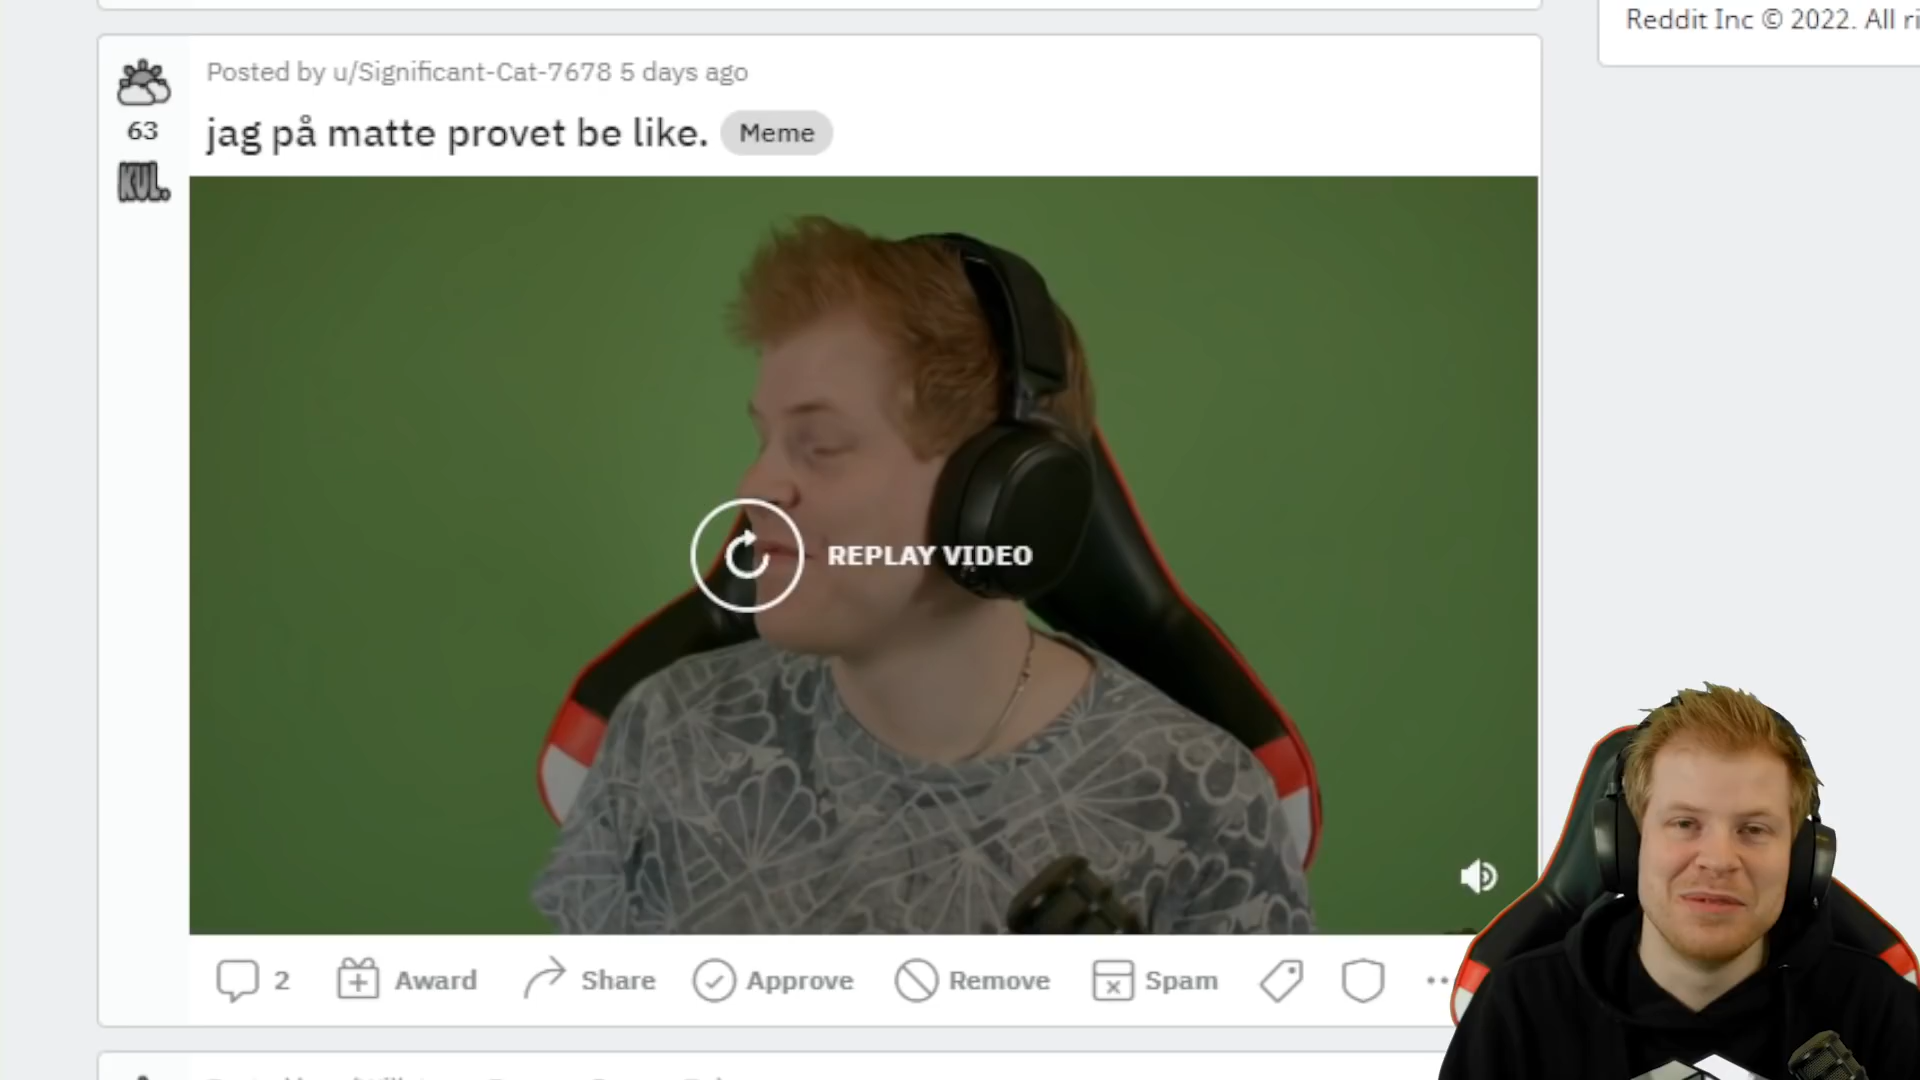 Reddit Inc © 2022. All ri
Posted by u/Significant-Cat-7678 5 days ago
63
jag på matte provet be like.
Meme
KUL.
REPLAY VIDEO
2
Award
Share
Approve
Remove
Spam